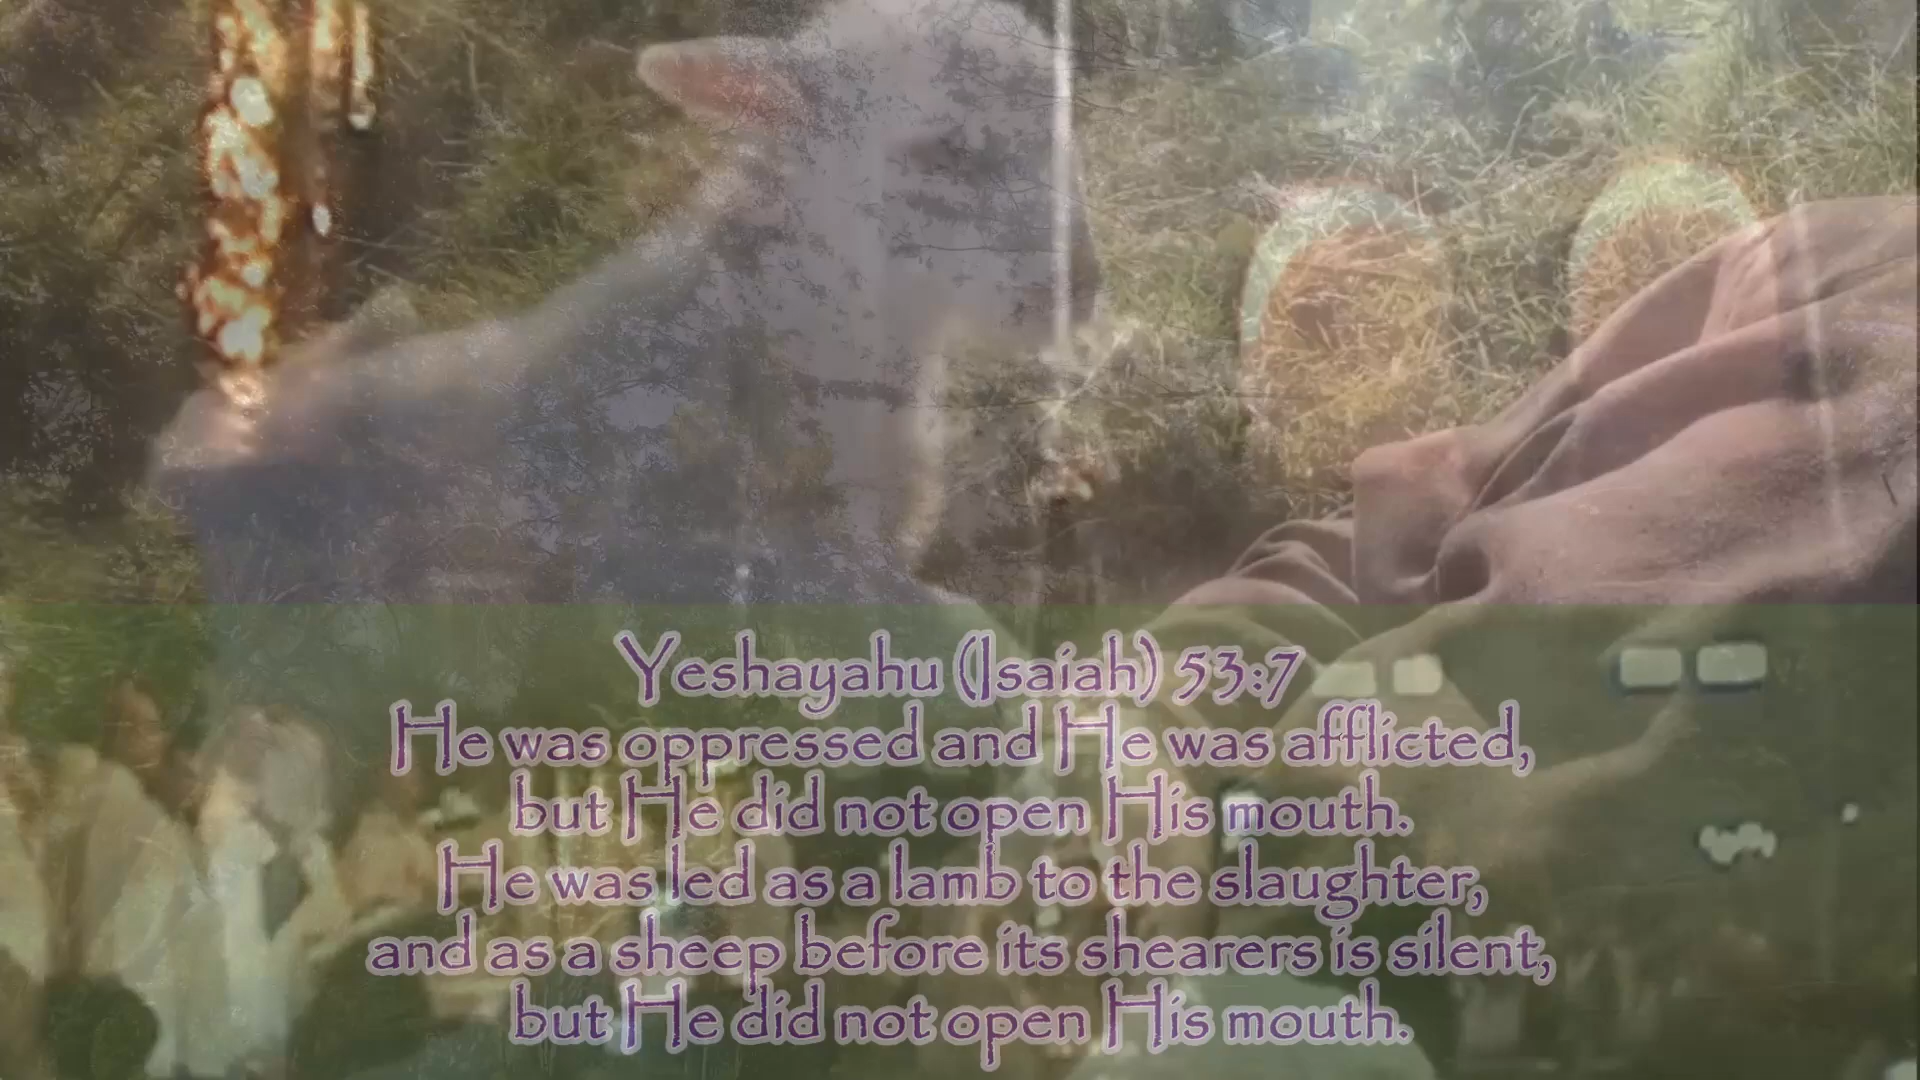 Yeshayahu (Isaiah) 53:7
He was oppressed and He was afflicted,
but He did not open His mouth.
He was led as a lamb to the slaughter,
and as a sheep before its shearers is silent,
but He did not open His mouth.